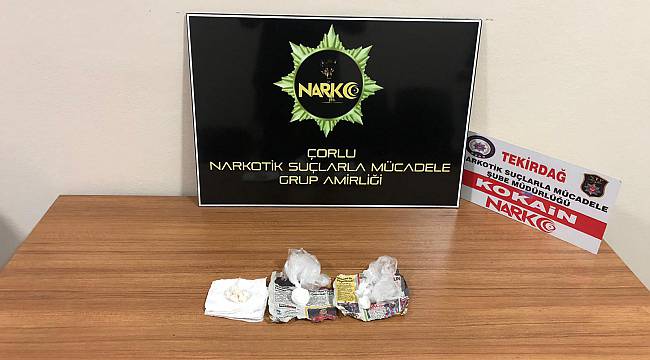 NARKO
ÇORLU
NARKOTİK SUÇLARLA MÜCADELE
GRUP AMİRLİĞİ
TEKİRDAĞ
NARKOTİK SUÇLARLA MÜCADELE
ŞUBE MÜDÜRLÜĞÜ
KOKAİN
NARKO